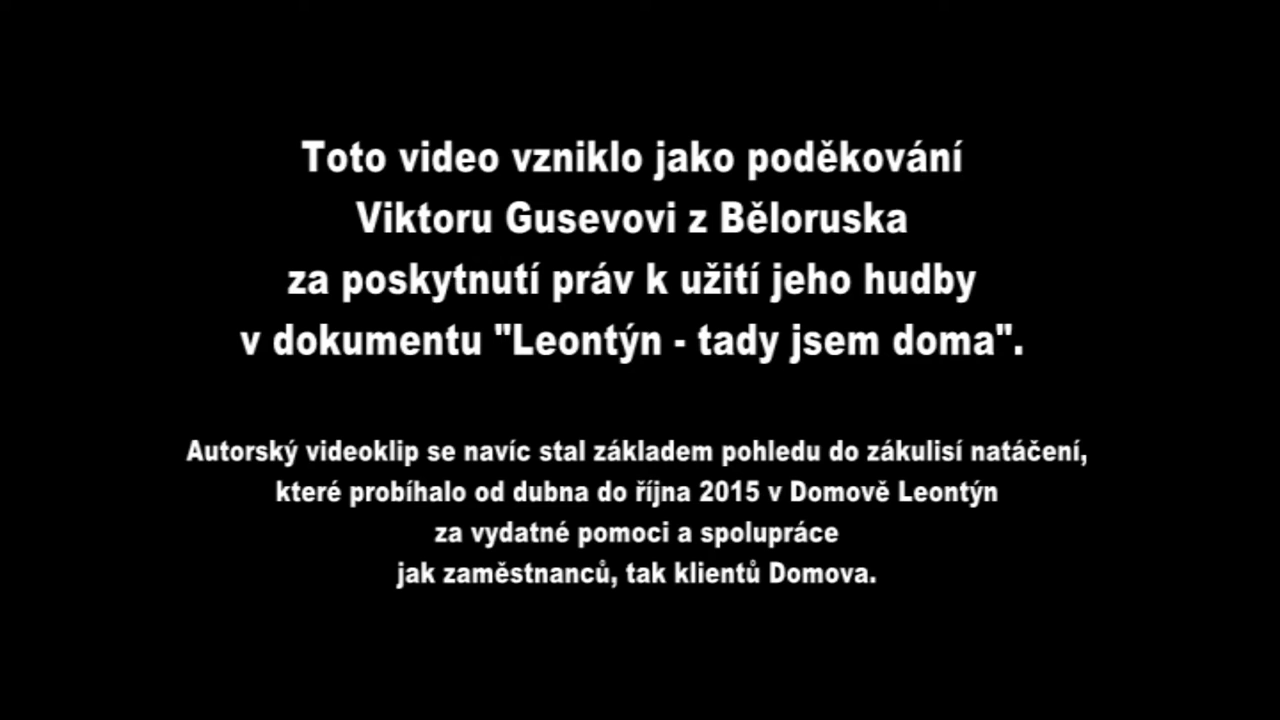 Toto video vzniklo jako poděkování
Viktoru Gusevovi z Běloruska
za poskytnutí práv k užití jeho hudby
v dokumentu "Leontýn - tady jsem doma".
Autorský videoklip se navíc stal základem pohledu do zákulisí natáčení,
které probíhalo od dubna do října 2015 v Domově Leontýn
za vydatné pomoci a spolupráce
jak zaměstnanců, tak klientů Domova.